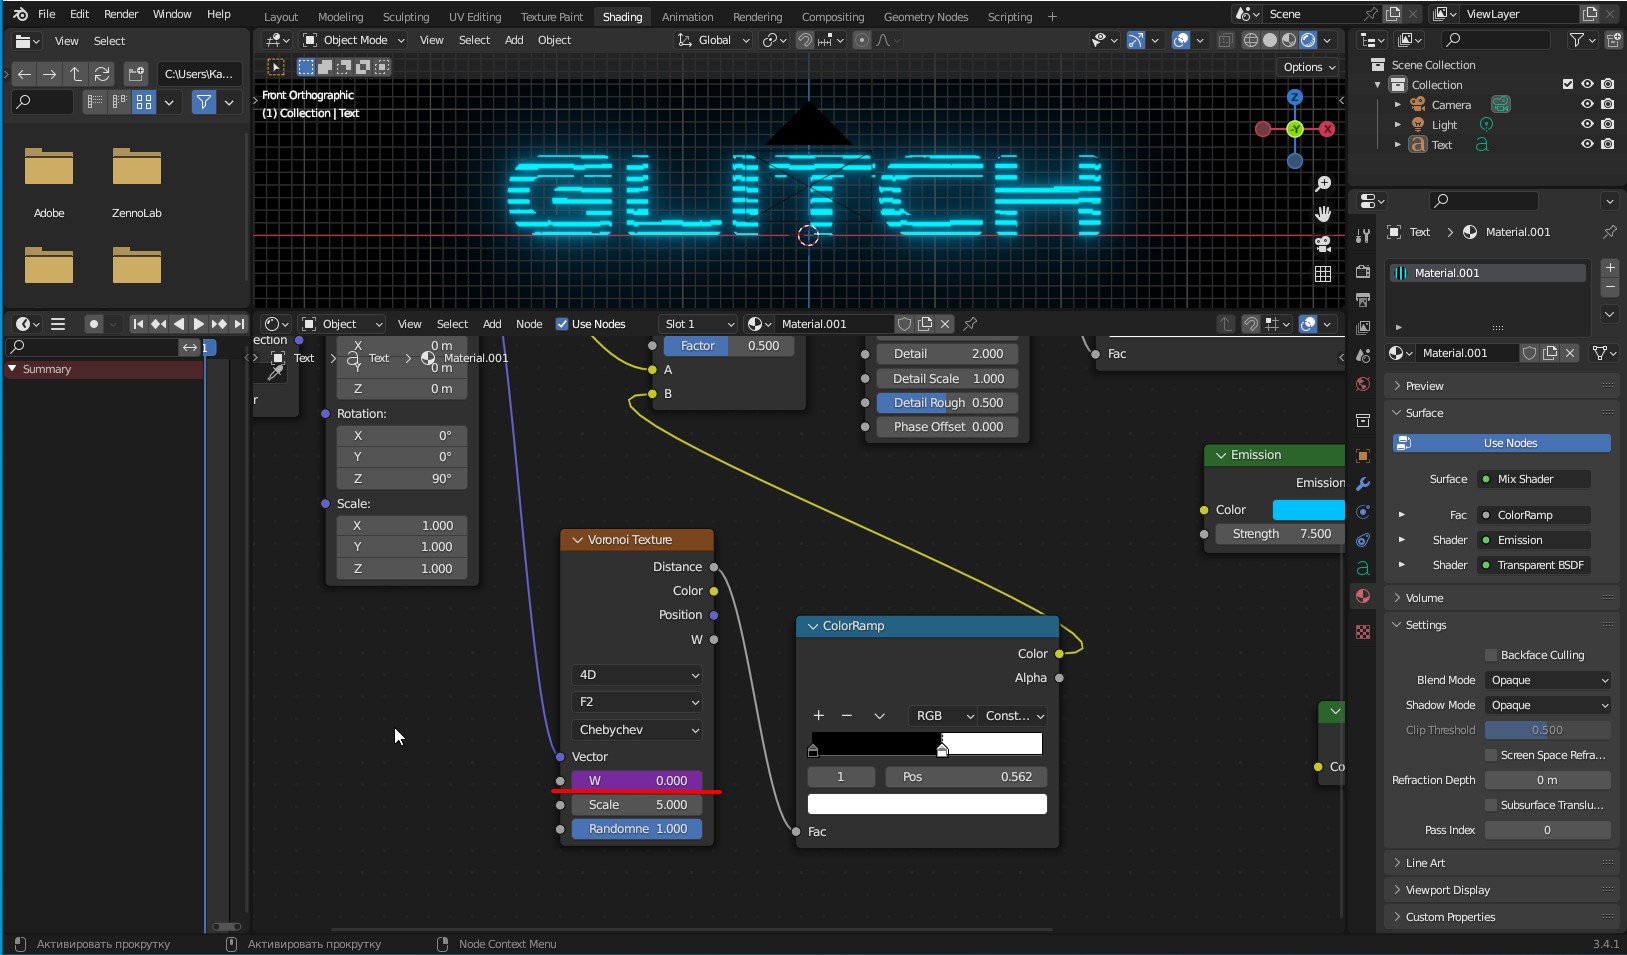 File Edit Render Window Help Layout Modeling Sculpting UV Editing Texture Paint Shading Animation Rendering Compositing Geometry Nodes Scripting + Scene ViewLayer
View Select
Object Mode View Select Add Object Global
C:\Users\Ka...
Options
Adobe
ZennoLab
Front Orthographic
(1) Collection | Text
GLITCH
Z
-Y
X
Scene Collection
Collection
Camera
Light
Text
Text > Material.001
Material.001
Material.001
Object View Select Add Node Use Nodes Slot 1 Material.001
1
Summary
ection
r
Text > Text > Material.001
X 0 m
Y 0 m
Z 0 m
Rotation:
X 0°
Y 0°
Z 90°
Scale:
X 1.000
Y 1.000
Z 1.000
Factor 0.500
A
B
Detail 2.000
Detail Scale 1.000
Detail Rough 0.500
Phase Offset 0.000
Fac
Emission
Emission
Color
Strength 7.500
Voronoi Texture
Distance
Color
Position
W
4D
F2
Chebychev
Vector
W 0.000
Scale 5.000
Randomne 1.000
ColorRamp
Color
Alpha
+ − RGB Const...
1 Pos 0.562
Fac
Co
Preview
Surface
Use Nodes
Surface Mix Shader
Fac ColorRamp
Shader Emission
Shader Transparent BSDF
Volume
Settings
Backface Culling
Blend Mode Opaque
Shadow Mode Opaque
Clip Threshold 0.500
Screen Space Refra...
Refraction Depth 0 m
Subsurface Translu...
Pass Index 0
Line Art
Viewport Display
Custom Properties
Активировать прокрутку Активировать прокрутку Node Context Menu 3.4.1